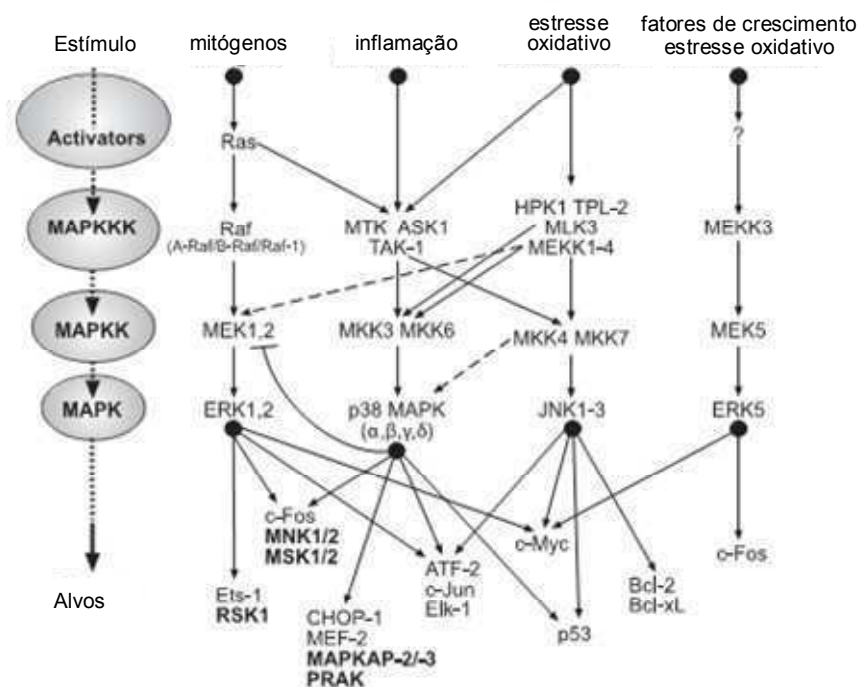 Estímulo
mitógenos
inflamação
estresse
oxidativo
fatores de crescimento
estresse oxidativo
Activators
Ras
?
MAPKKK
Raf
(A-Raf/B-Raf/Raf-1)
MTK ASK1
TAK-1
HPK1 TPL-2
MLK3
MEKK1-4
MEKK3
MAPKK
MEK1,2
MKK3 MKK6
MKK4 MKK7
MEK5
MAPK
ERK1,2
p38 MAPK
(α,β,γ,δ)
JNK1-3
ERK5
Alvos
Ets-1
RSK1
c-Fos
MNK1/2
MSK1/2
CHOP-1
MEF-2
MAPKAP-2/-3
PRAK
ATF-2
c-Jun
Elk-1
c-Myc
p53
Bcl-2
Bcl-xL
c-Fos